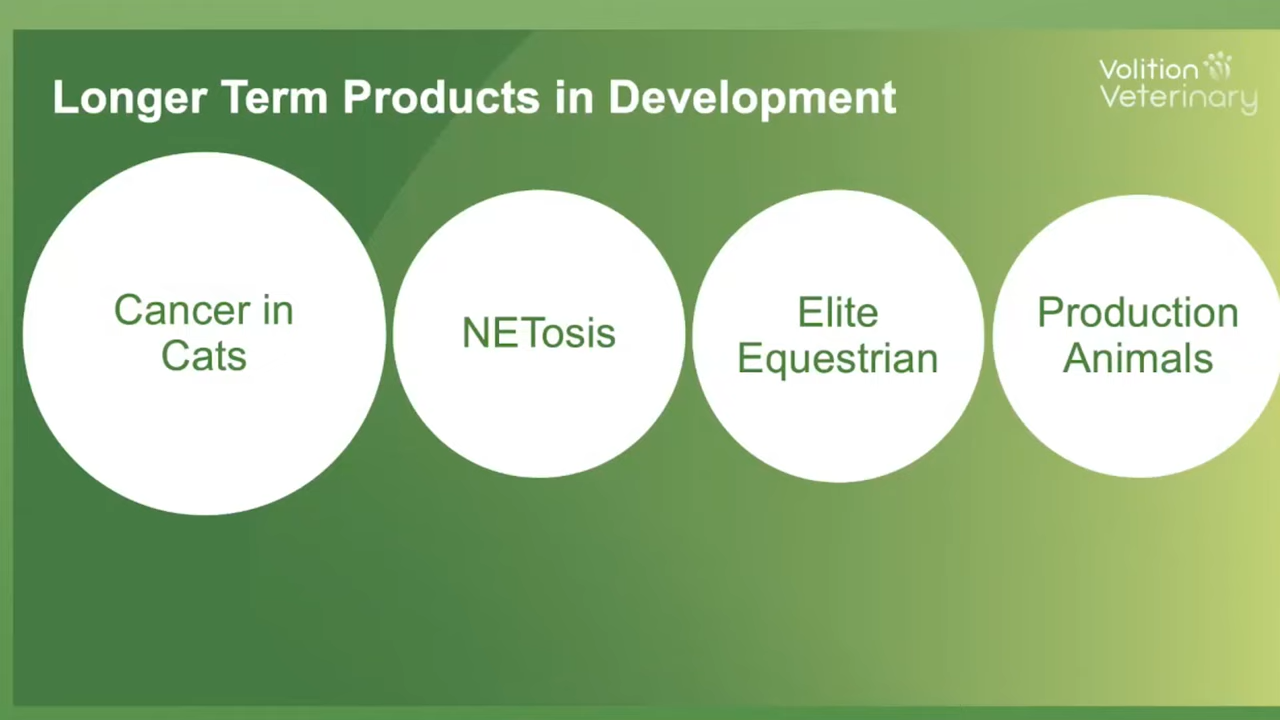 Longer Term Products in Development
Volition
Veterinary
Cancer in
Cats
NETosis
Elite
Equestrian
Production
Animals